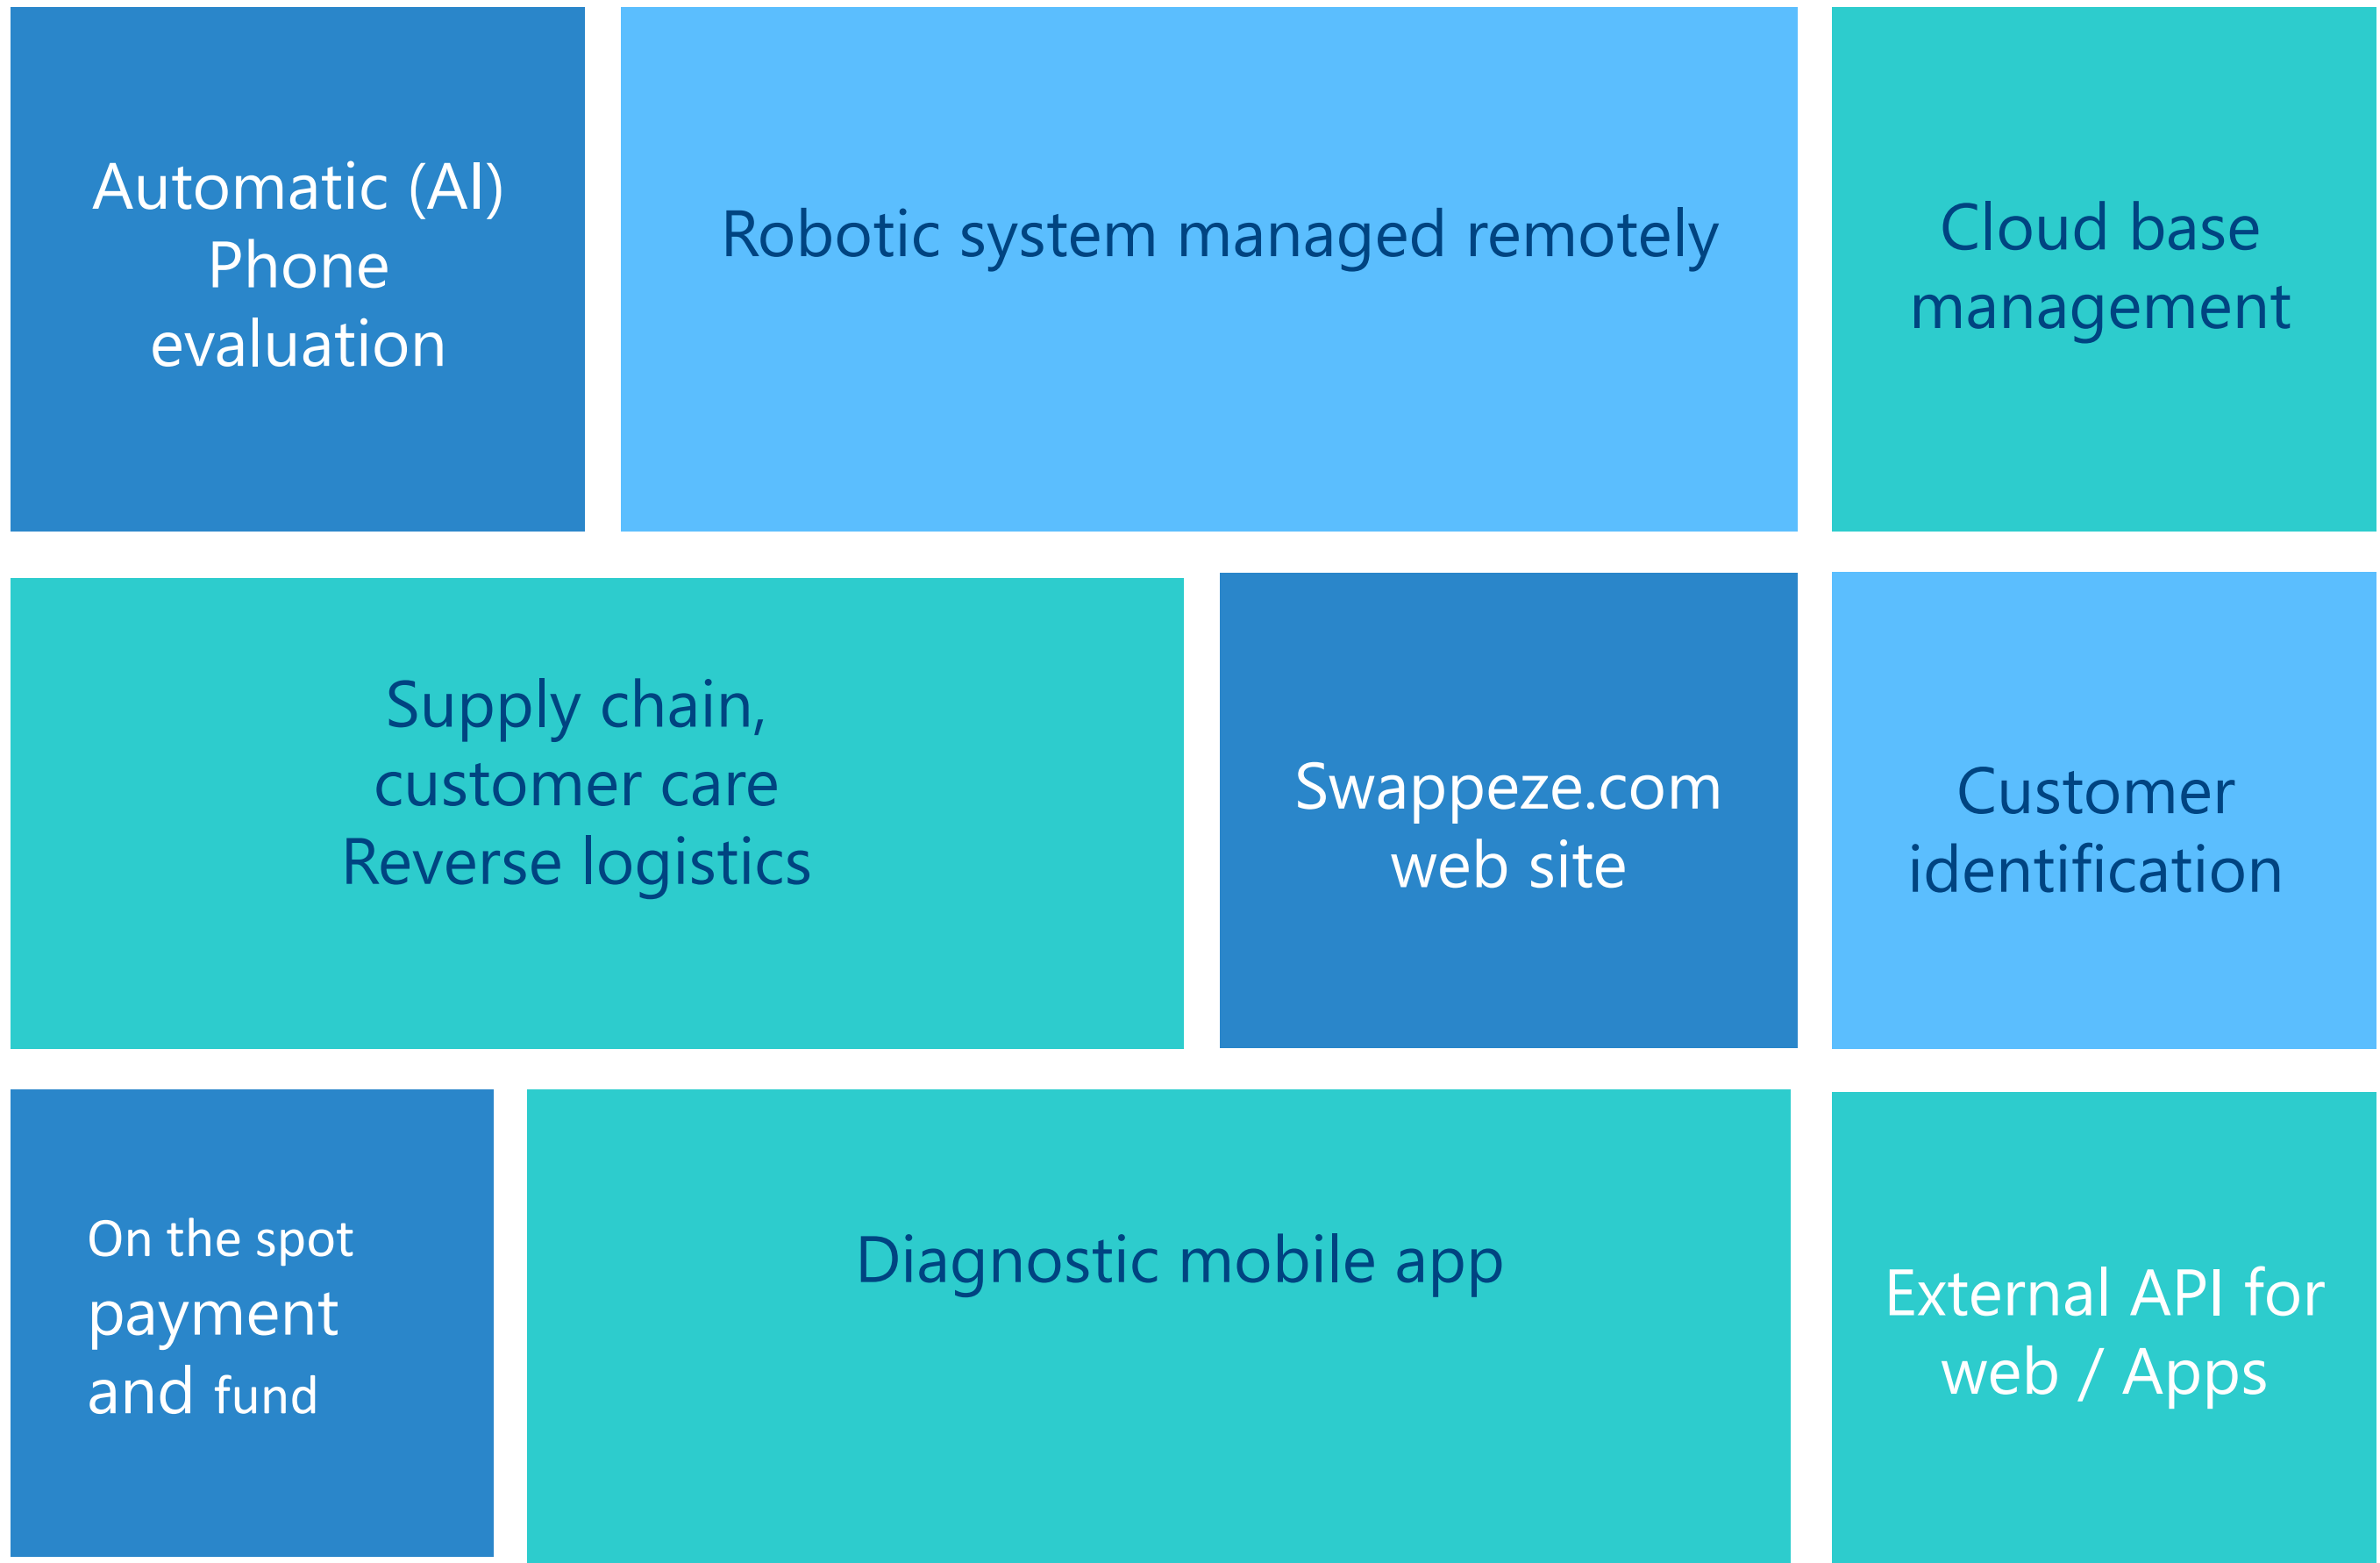 Automatic (AI)
Phone
evaluation
Robotic system managed remotely
Cloud base
management
Supply chain,
customer care
Reverse logistics
Swappeze.com
web site
Customer
identification
On the spot
payment
and fund
Diagnostic mobile app
External API for
web / Apps